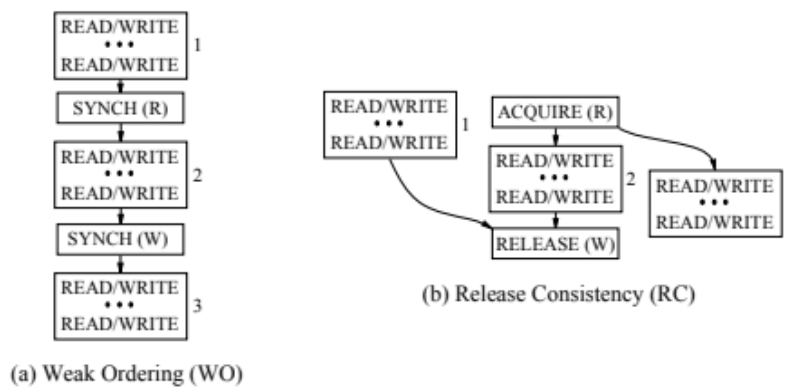 READ/WRITE
•••
READ/WRITE
1
SYNCH (R)
READ/WRITE
•••
READ/WRITE
2
SYNCH (W)
READ/WRITE
•••
READ/WRITE
3
(a) Weak Ordering (WO)
READ/WRITE
•••
READ/WRITE
1
ACQUIRE (R)
READ/WRITE
•••
READ/WRITE
2
RELEASE (W)
READ/WRITE
•••
READ/WRITE
(b) Release Consistency (RC)